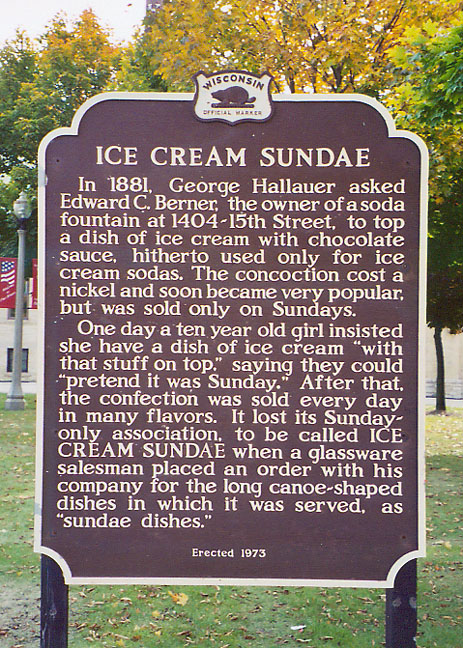 WISCONSIN
OFFICIAL MARKER
ICE CREAM SUNDAE
In 1881, George Hallauer asked
Edward C. Berner, the owner of a soda
fountain at 1404-15th Street, to top
a dish of ice cream with chocolate
sauce, hitherto used only for ice
cream sodas. The concoction cost a
nickel and soon became very popular,
but was sold only on Sundays.
One day a ten year old girl insisted
she have a dish of ice cream "with
that stuff on top," saying they could
"pretend it was Sunday." After that,
the confection was sold every day
in many flavors. It lost its Sunday-
only association, to be called ICE
CREAM SUNDAE when a glassware
salesman placed an order with his
company for the long canoe-shaped
dishes in which it was served, as
"sundae dishes."
Erected 1973